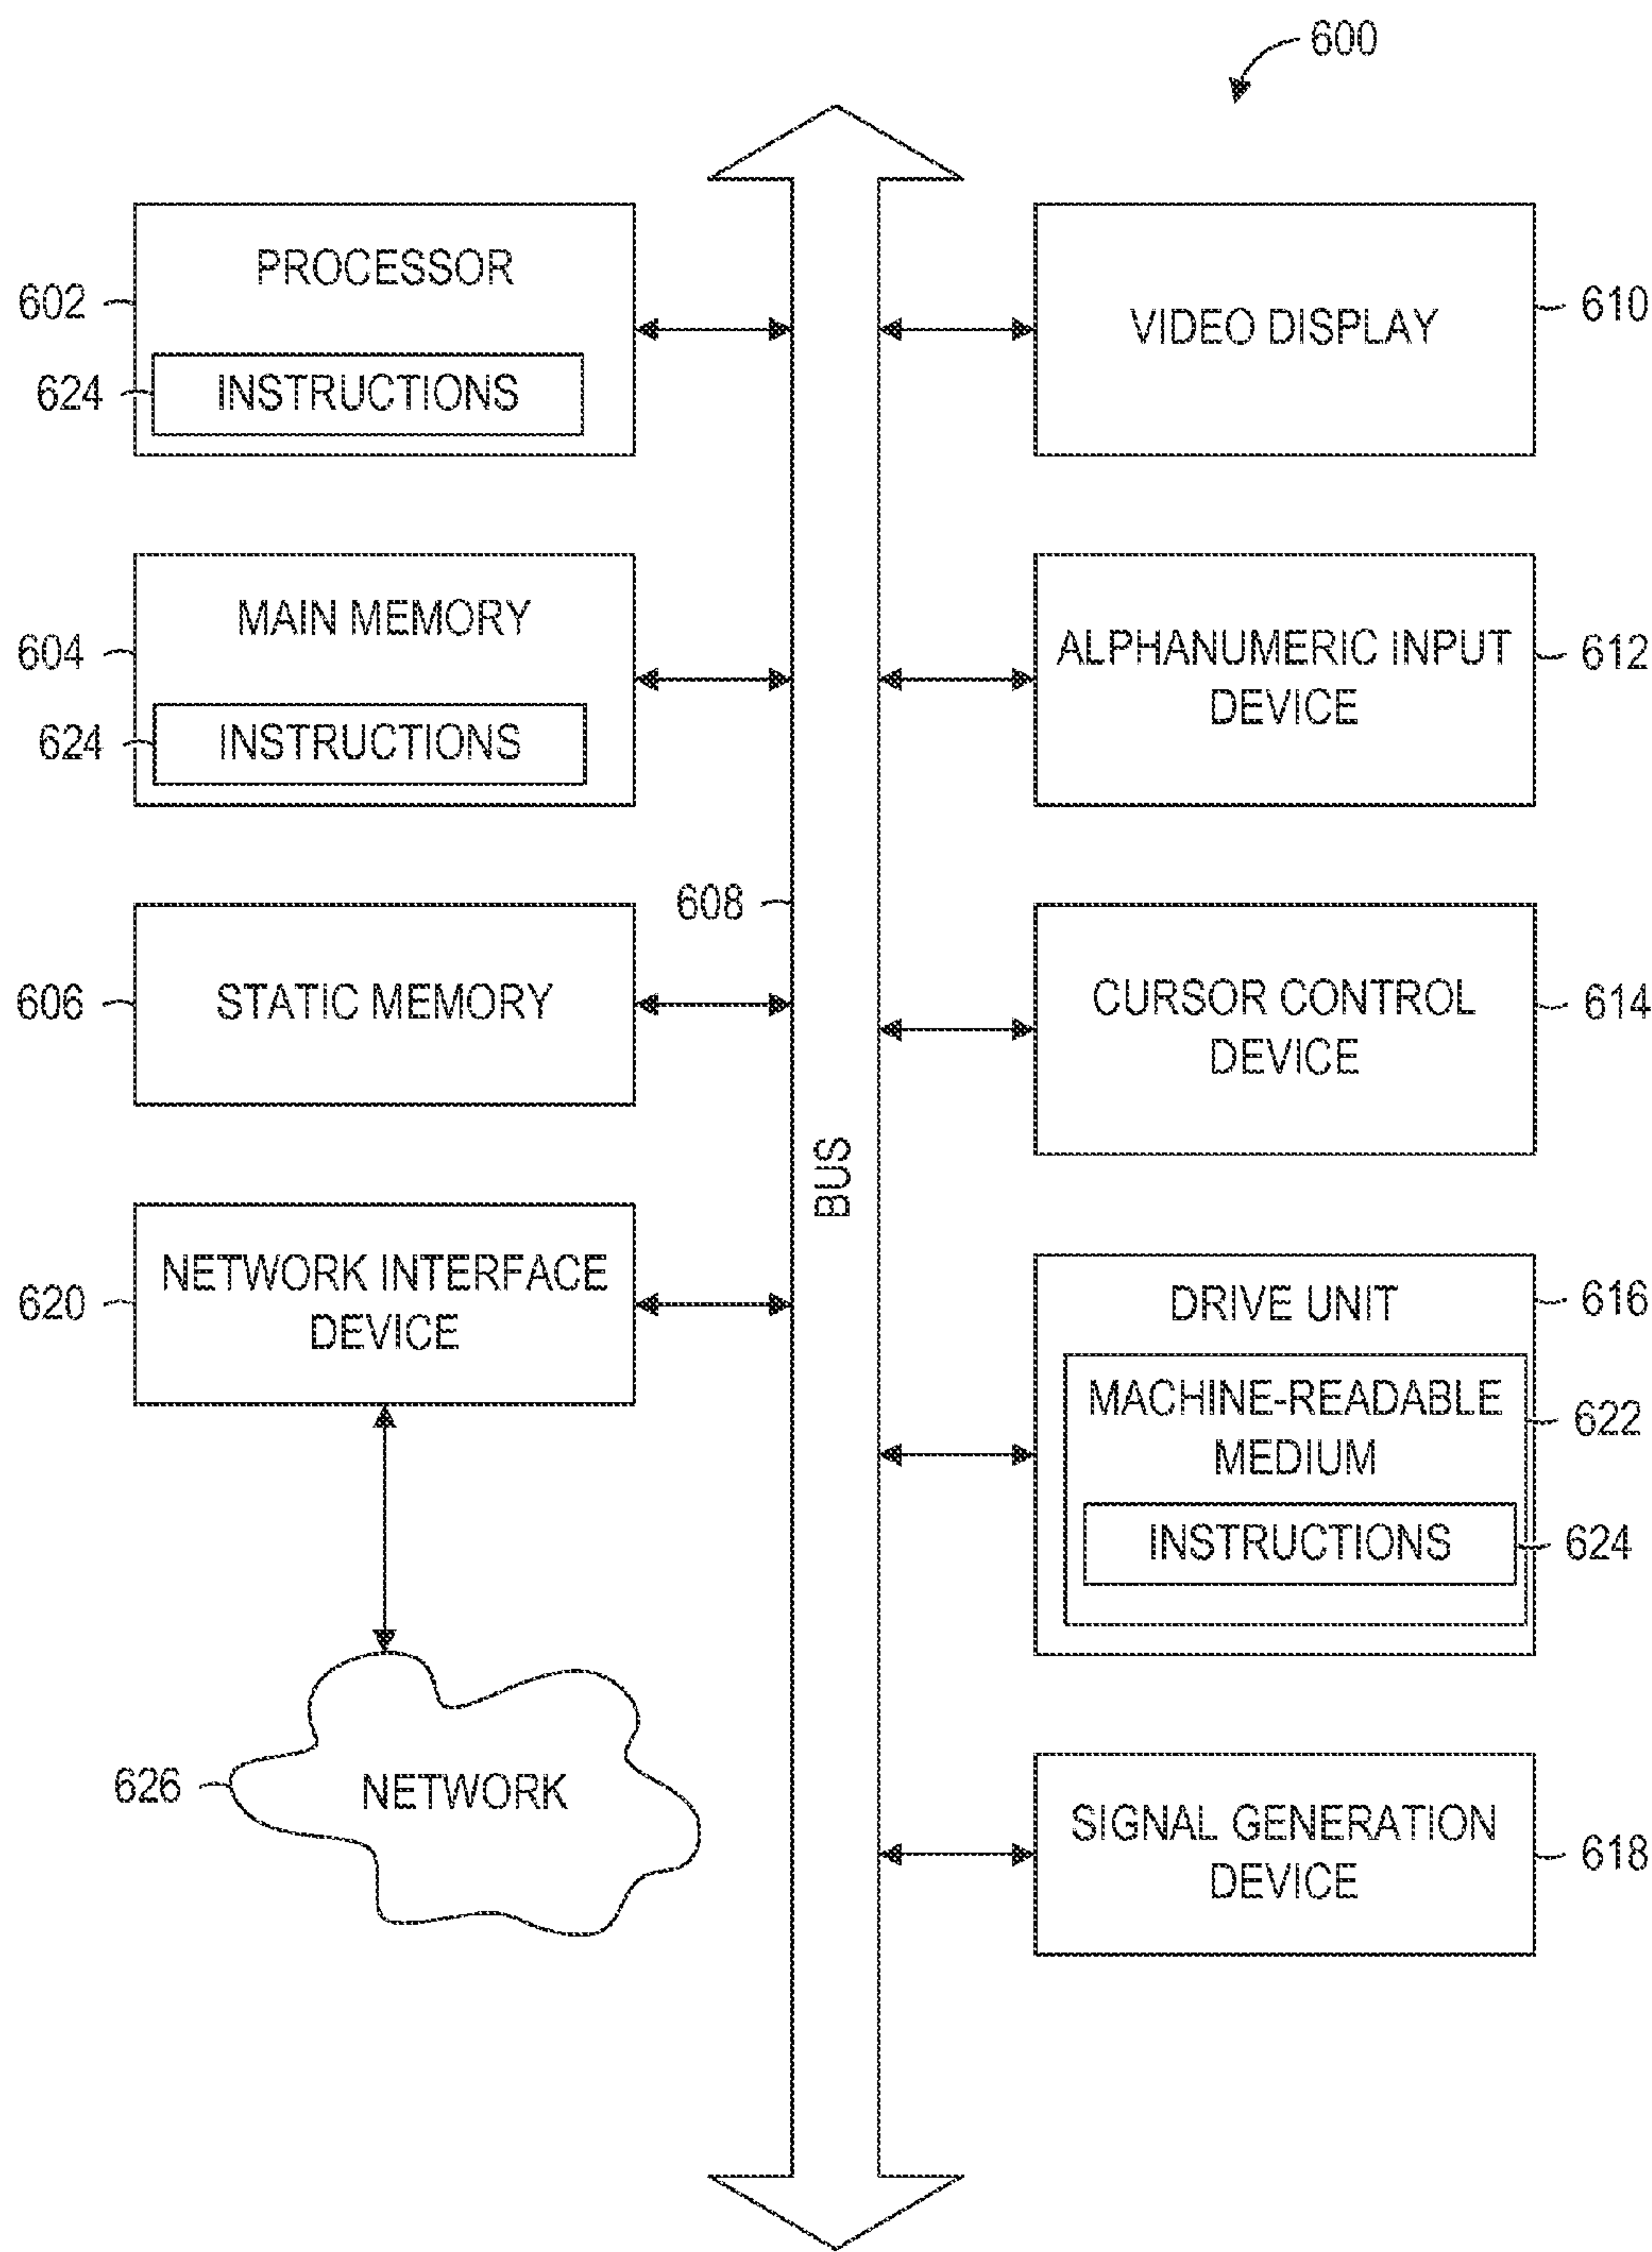 600
PROCESSOR
602
624
INSTRUCTIONS
MAIN MEMORY
604
624
INSTRUCTIONS
608
606
STATIC MEMORY
BUS
NETWORK INTERFACE
DEVICE
620
626
NETWORK
VIDEO DISPLAY
610
ALPHANUMERIC INPUT
DEVICE
612
CURSOR CONTROL
DEVICE
614
DRIVE UNIT
616
MACHINE-READABLE
MEDIUM
622
INSTRUCTIONS
624
SIGNAL GENERATION
DEVICE
618